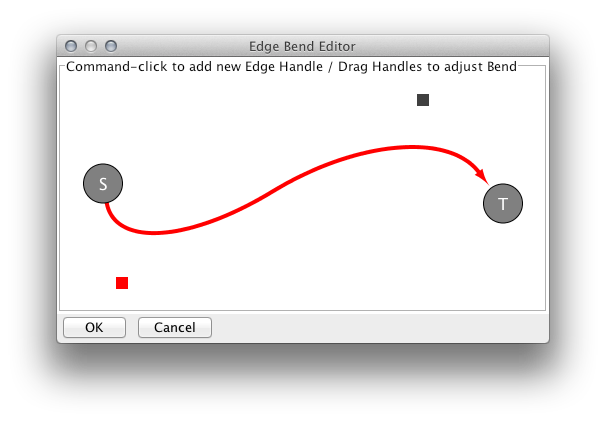 Edge Bend Editor
Command-click to add new Edge Handle / Drag Handles to adjust Bend
S
T
OK Cancel